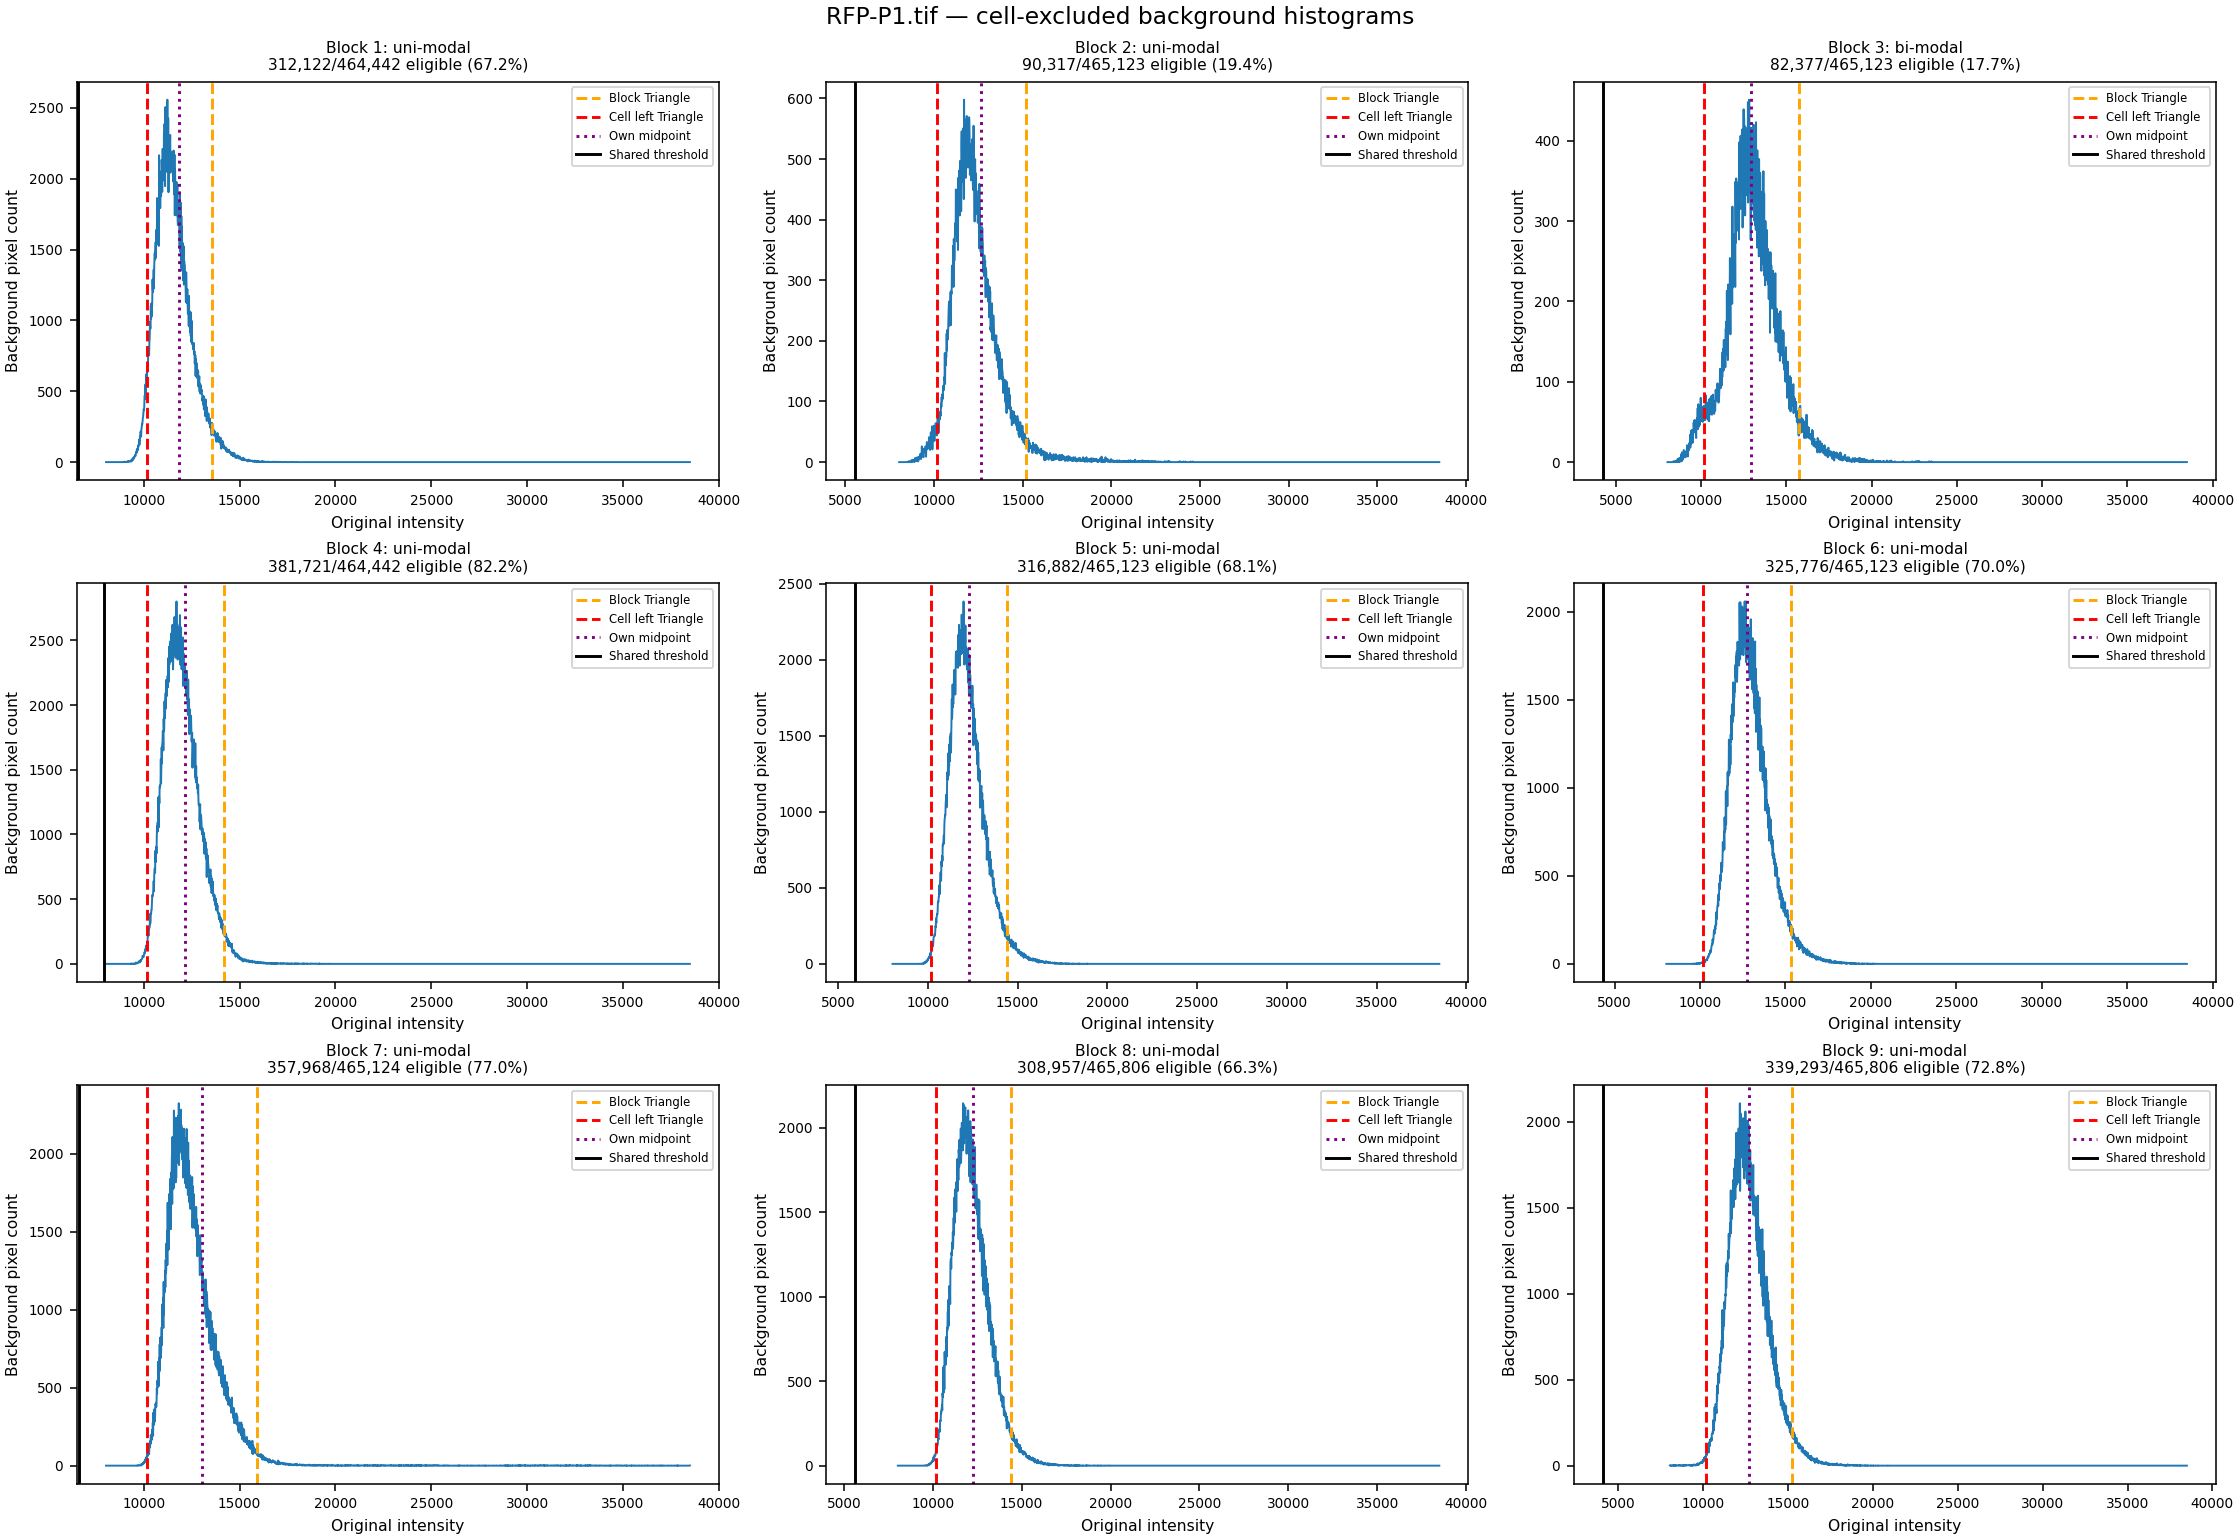 RFP-P1.tif — cell-excluded background histograms
Block 1: uni-modal
312,122/464,442 eligible (67.2%)
Background pixel count
2500
2000
1500
1000
500
0
Block Triangle
Cell left Triangle
Own midpoint
Shared threshold
10000 15000 20000 25000 30000 35000 40000
Original intensity
Block 2: uni-modal
90,317/465,123 eligible (19.4%)
Background pixel count
600
500
400
300
200
100
0
Block Triangle
Cell left Triangle
Own midpoint
Shared threshold
5000 10000 15000 20000 25000 30000 35000 40000
Original intensity
Block 3: bi-modal
82,377/465,123 eligible (17.7%)
Background pixel count
400
300
200
100
0
Block Triangle
Cell left Triangle
Own midpoint
Shared threshold
5000 10000 15000 20000 25000 30000 35000 40000
Original intensity
Block 4: uni-modal
381,721/464,442 eligible (82.2%)
Background pixel count
2500
2000
1500
1000
500
0
Block Triangle
Cell left Triangle
Own midpoint
Shared threshold
10000 15000 20000 25000 30000 35000 40000
Original intensity
Block 5: uni-modal
316,882/465,123 eligible (68.1%)
Background pixel count
2500
2000
1500
1000
500
0
Block Triangle
Cell left Triangle
Own midpoint
Shared threshold
5000 10000 15000 20000 25000 30000 35000 40000
Original intensity
Block 6: uni-modal
325,776/465,123 eligible (70.0%)
Background pixel count
2000
1500
1000
500
0
Block Triangle
Cell left Triangle
Own midpoint
Shared threshold
5000 10000 15000 20000 25000 30000 35000 40000
Original intensity
Block 7: uni-modal
357,968/465,124 eligible (77.0%)
Background pixel count
2000
1500
1000
500
0
Block Triangle
Cell left Triangle
Own midpoint
Shared threshold
10000 15000 20000 25000 30000 35000 40000
Original intensity
Block 8: uni-modal
308,957/465,806 eligible (66.3%)
Background pixel count
2000
1500
1000
500
0
Block Triangle
Cell left Triangle
Own midpoint
Shared threshold
5000 10000 15000 20000 25000 30000 35000 40000
Original intensity
Block 9: uni-modal
339,293/465,806 eligible (72.8%)
Background pixel count
2000
1500
1000
500
0
Block Triangle
Cell left Triangle
Own midpoint
Shared threshold
5000 10000 15000 20000 25000 30000 35000 40000
Original intensity